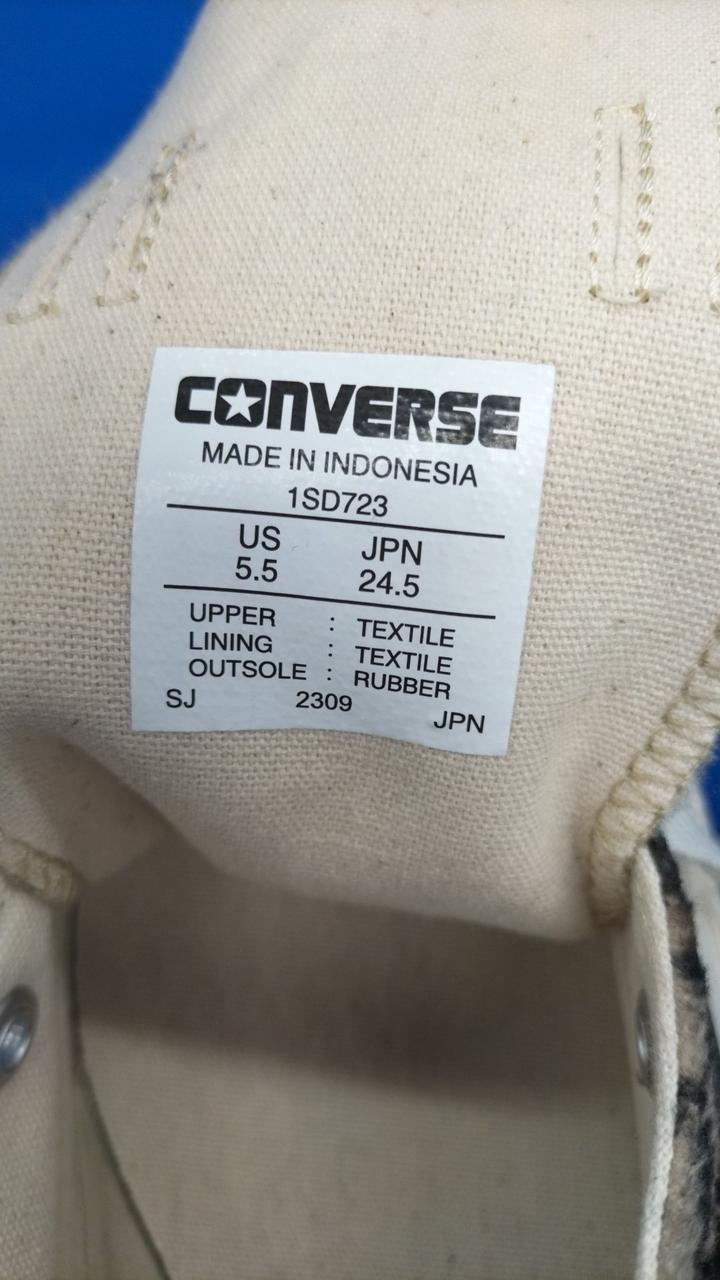 CONVERSE
MADE IN INDONESIA
1SD723
US JPN
5.5 24.5
UPPER : TEXTILE
LINING : TEXTILE
OUTSOLE : RUBBER
SJ 2309 JPN